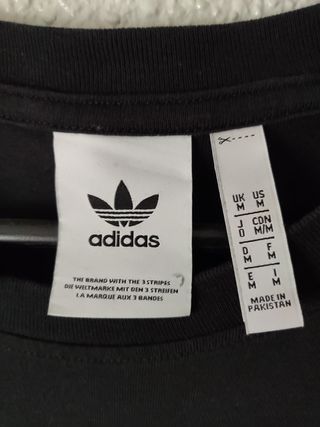 adidas
THE BRAND WITH THE 3 STRIPES
DIE WELTMARKE MIT DEN 3 STREIFEN
LA MARQUE AUX 3 BANDES
UK US
M M
J CDN
O M/M
D F
M M
E I
M M
MADE IN
PAKISTAN